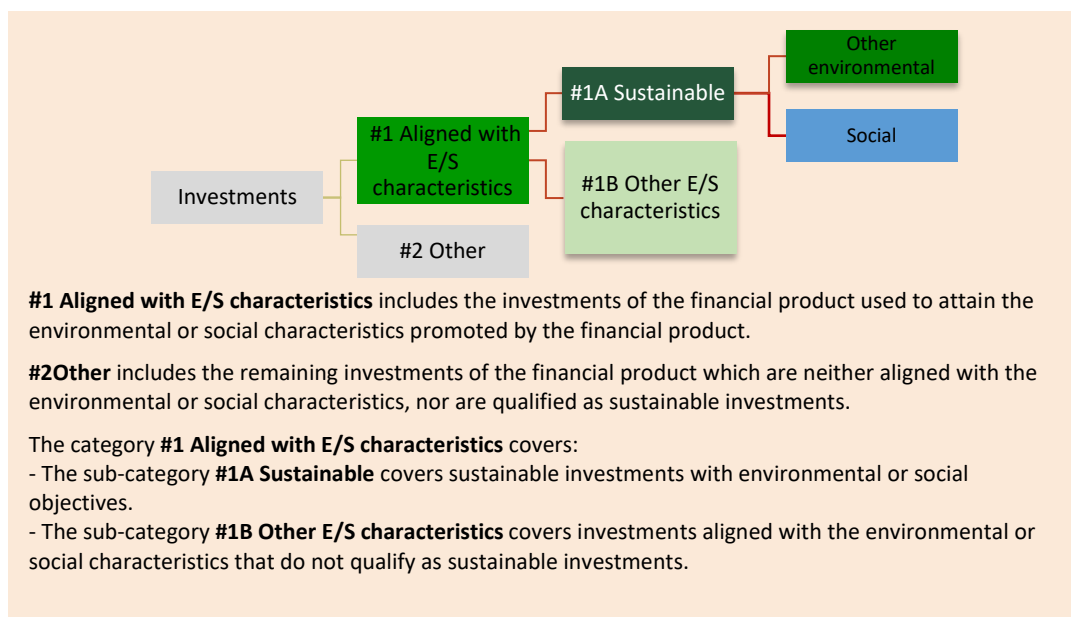 Other
environmental
#1A Sustainable
#1 Aligned with
E/S
characteristics
Social
#1B Other E/S
characteristics
Investments
#2 Other
#1 Aligned with E/S characteristics includes the investments of the financial product used to attain the
environmental or social characteristics promoted by the financial product.
#2Other includes the remaining investments of the financial product which are neither aligned with the
environmental or social characteristics, nor are qualified as sustainable investments.
The category #1 Aligned with E/S characteristics covers:
- The sub-category #1A Sustainable covers sustainable investments with environmental or social
objectives.
- The sub-category #1B Other E/S characteristics covers investments aligned with the environmental or
social characteristics that do not qualify as sustainable investments.